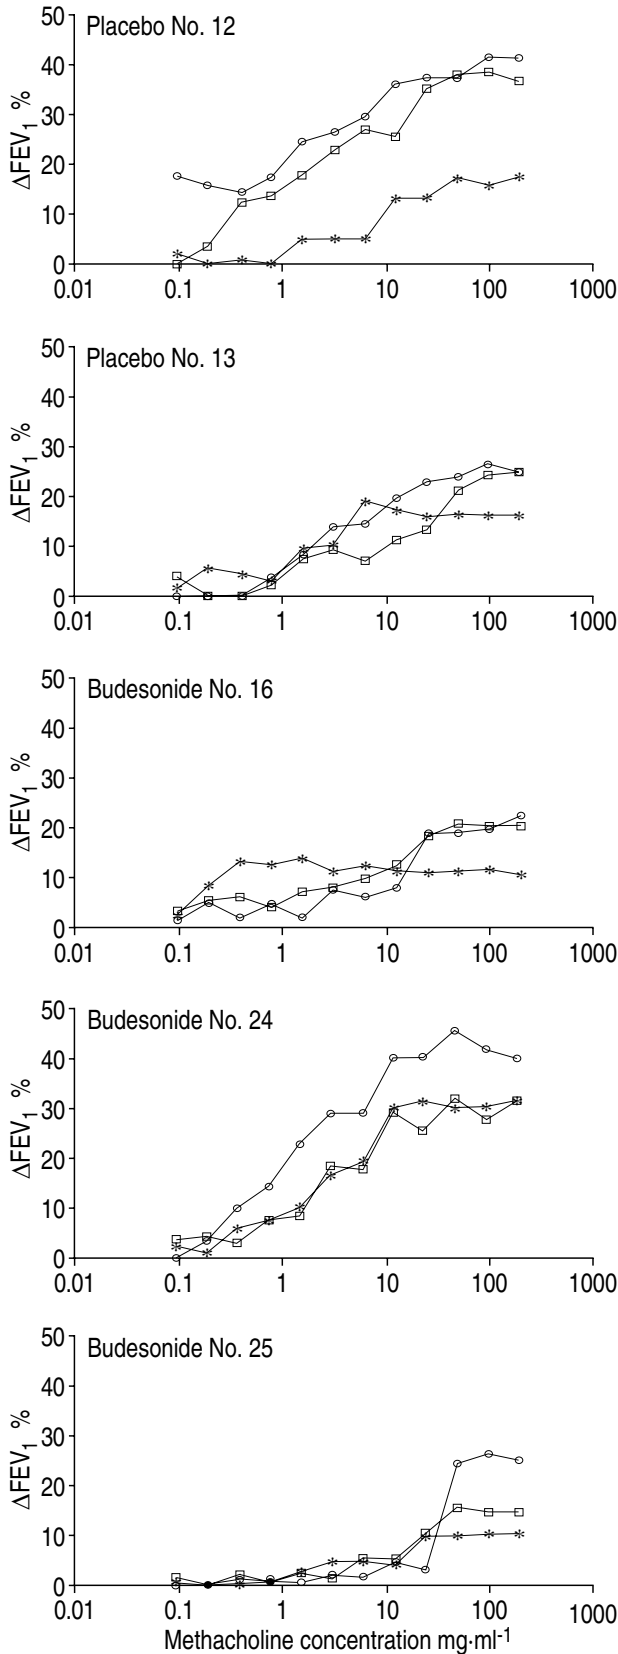 Placebo No. 12
ΔFEV₁ %
50
40
30
20
10
0
0.01 0.1 1 10 100 1000
Placebo No. 13
ΔFEV₁ %
50
40
30
20
10
0
0.01 0.1 1 10 100 1000
Budesonide No. 16
ΔFEV₁ %
50
40
30
20
10
0
0.01 0.1 1 10 100 1000
Budesonide No. 24
ΔFEV₁ %
50
40
30
20
10
0
0.01 0.1 1 10 100 1000
Budesonide No. 25
ΔFEV₁ %
50
40
30
20
10
0
0.01 0.1 1 10 100 1000
Methacholine concentration mg·ml⁻¹